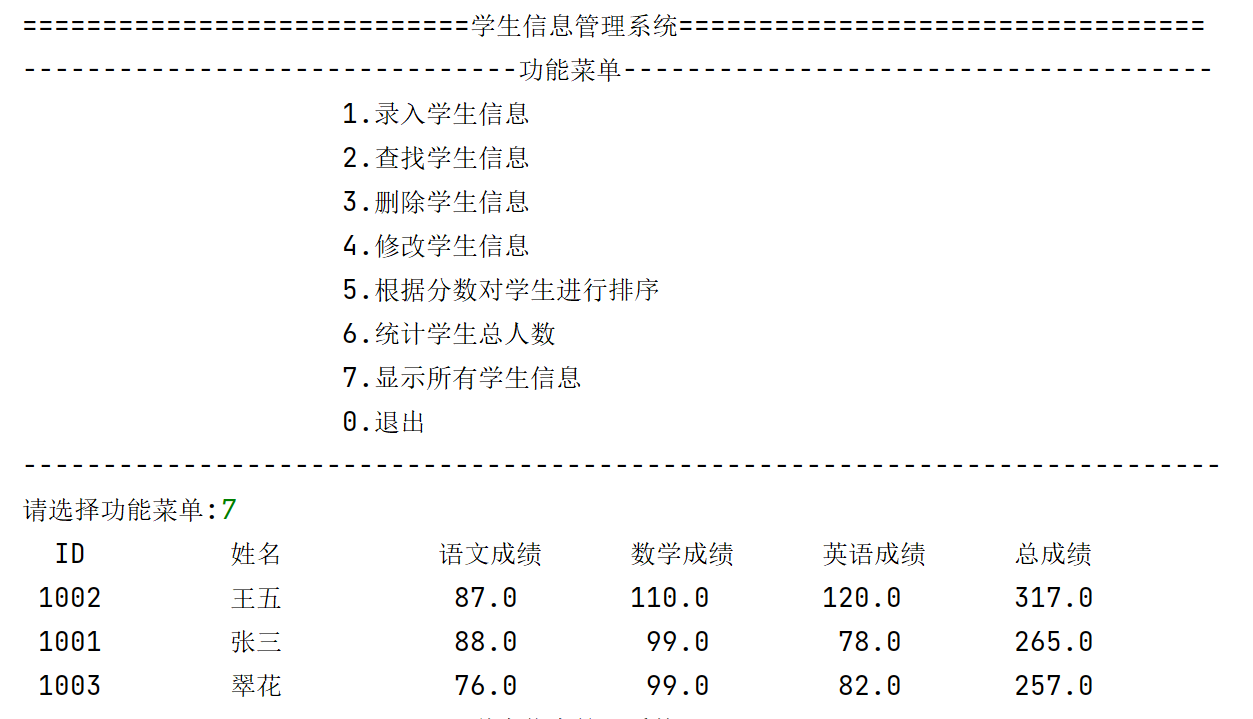 ============================学生信息管理系统=================================
-------------------------------功能菜单-------------------------------------
1.录入学生信息
2.查找学生信息
3.删除学生信息
4.修改学生信息
5.根据分数对学生进行排序
6.统计学生总人数
7.显示所有学生信息
0.退出
---------------------------------------------------------------------------
请选择功能菜单:7
ID 姓名 语文成绩 数学成绩 英语成绩 总成绩
1002 王五 87.0 110.0 120.0 317.0
1001 张三 88.0 99.0 78.0 265.0
1003 翠花 76.0 99.0 82.0 257.0